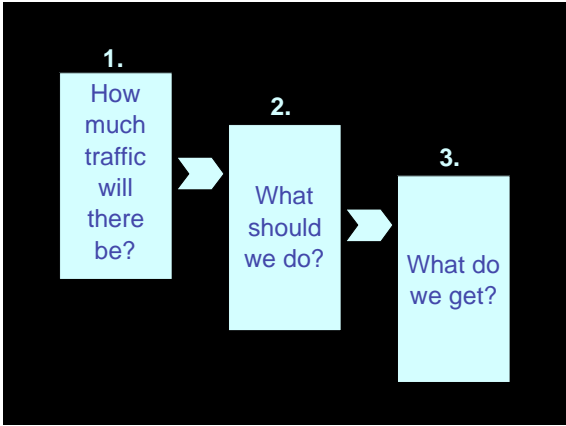 1.
How
much
traffic
will
there
be?
2.
What
should
we do?
3.
What do
we get?